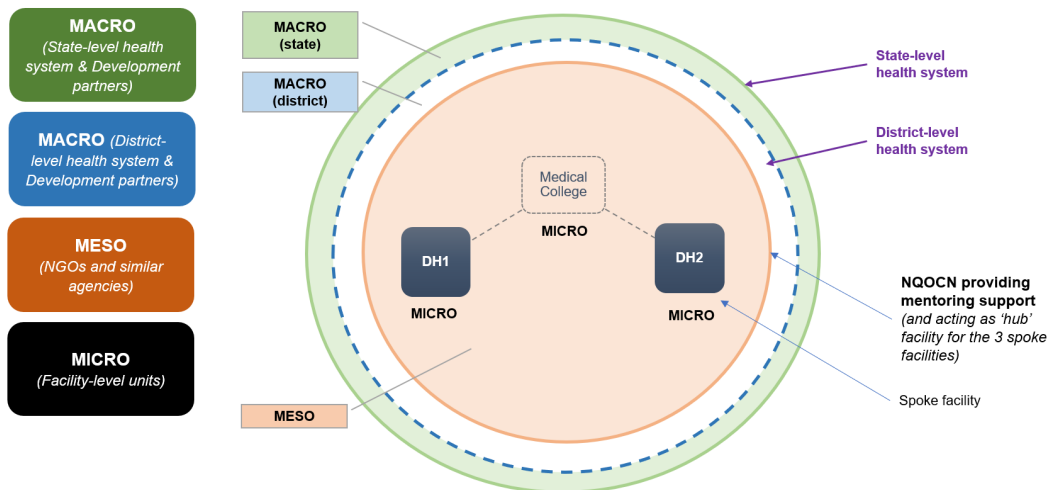 MACRO
(State-level health
system & Development
partners)
MACRO (District-
level health system &
Development
partners)
MESO
(NGOs and similar
agencies)
MICRO
(Facility-level units)
MACRO
(state)
MACRO
(district)
MESO
Medical
College
MICRO
DH1
MICRO
DH2
MICRO
State-level
health system
District-level
health system
NQOCN providing
mentoring support
(and acting as ‘hub’
facility for the 3 spoke
facilities)
Spoke facility